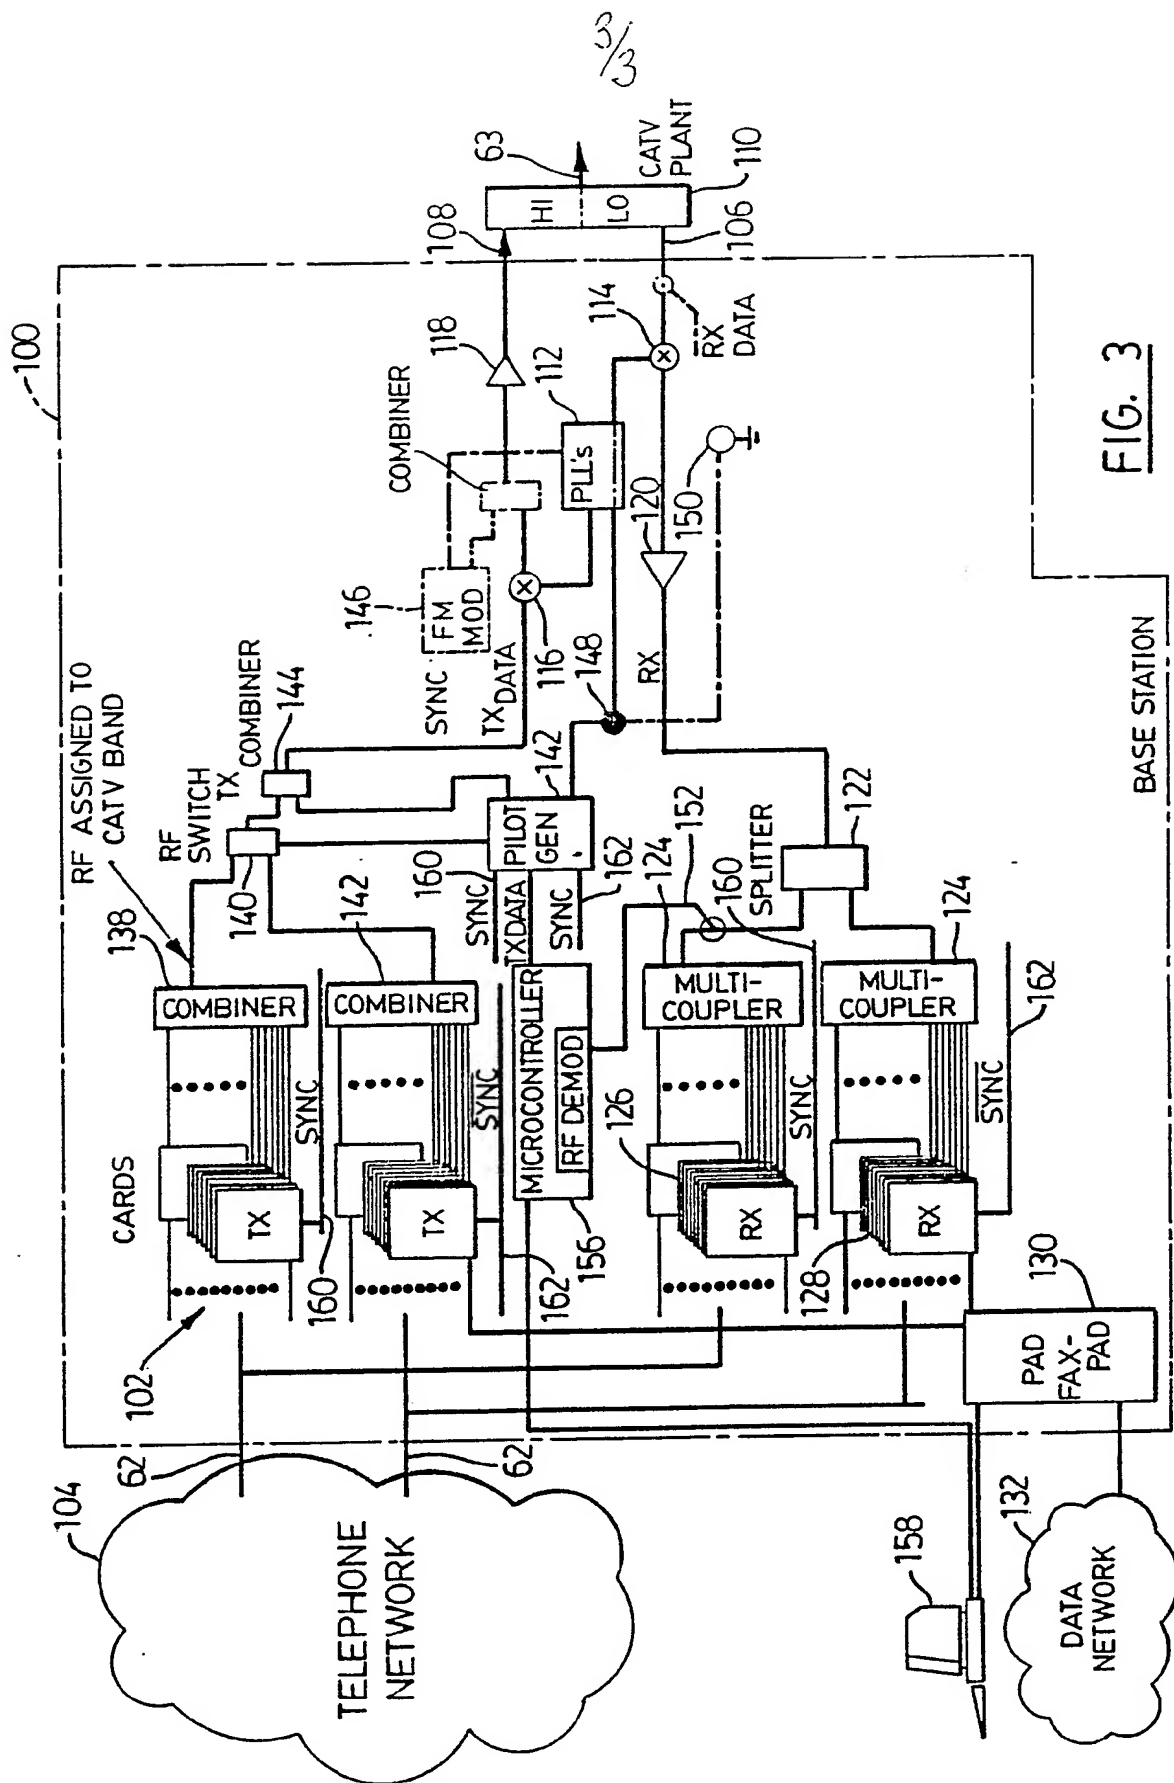 3/3
100
RF ASSIGNED TO
CATV BAND
RF
SWITCH
TX
COMBINER
144
138
140
COMBINER
CARDS
TX
SYNC
160
102
142
COMBINER
TX
SYNC
162
SYNC
146
FM
MOD
TX DATA
116
COMBINER
118
108
HI
LO
63
CATV
PLANT
110
106
PLL's
112
114
RX
DATA
160
SYNC
TXDATA
SYNC
162
PILOT
GEN
142
148
150
120
RX
MICROCONTROLLER
RF DEMOD
156
152
124
SPLITTER
122
160
MULTI-
COUPLER
126
RX
SYNC
124
MULTI-
COUPLER
128
RX
SYNC
162
104
TELEPHONE
NETWORK
62
62
130
PAD
FAX-
PAD
158
132
DATA
NETWORK
BASE STATION
FIG. 3